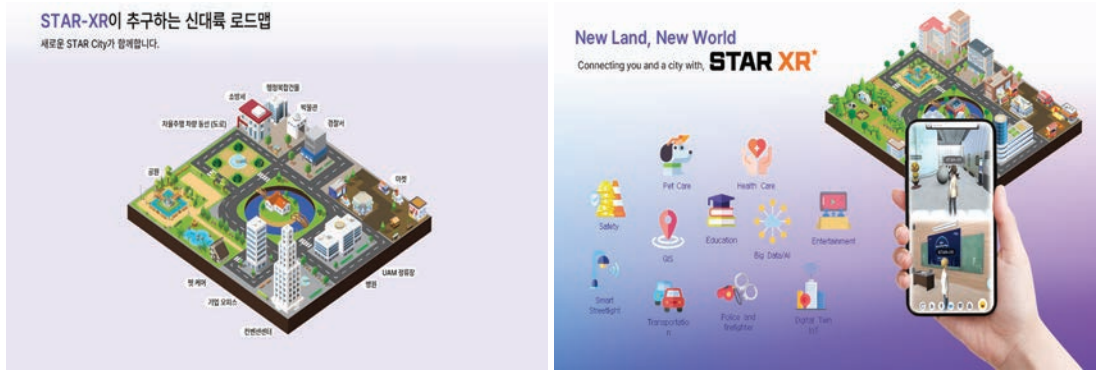 STAR-XR이 추구하는 신대륙 로드맵
새로운 STAR City가 함께합니다.
행정복합건물
소방서
박물관
자율주행 차량 동선 (도로)
경찰서
공원
마켓
UAM 정류장
펫 케어
병원
기업 오피스
컨벤션센터
New Land, New World
Connecting you and a city with, STAR XR*
Pet Care
Health Care
Safety
Education
Entertainment
GIS
Big Data/AI
Smart
Streetlight
Transportatio
n
Police and
firefighter
Digital Twin
IoT
STAR-XR